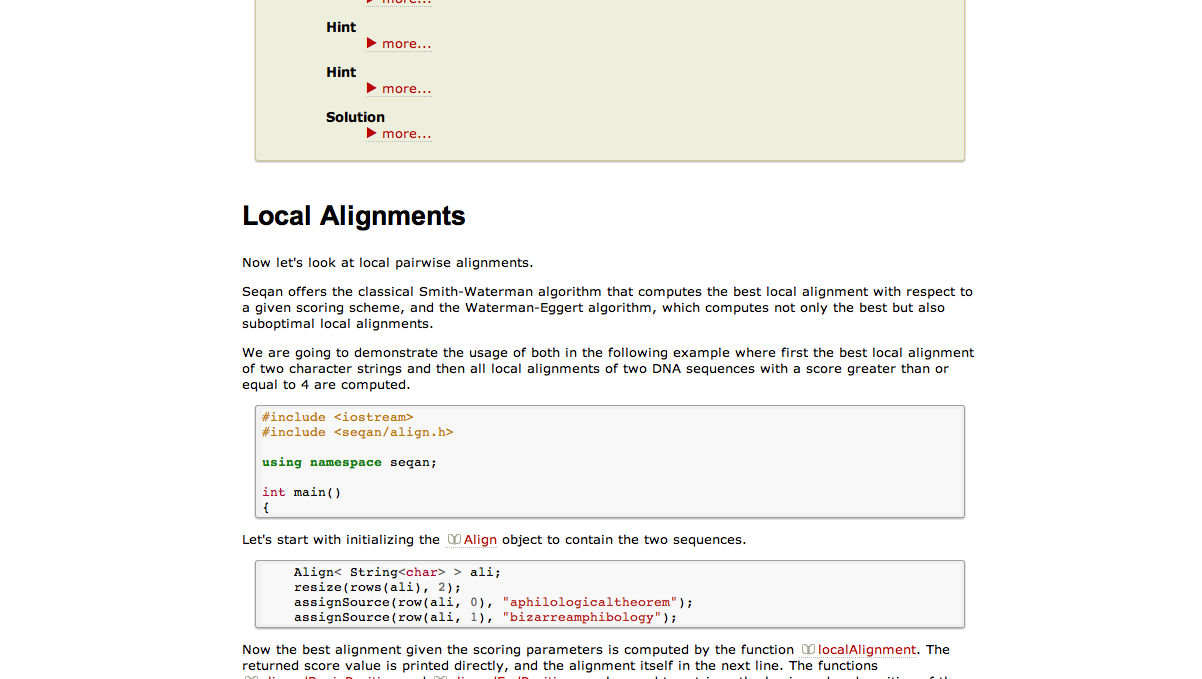 Hint
more...
Hint
more...
Solution
more...
Local Alignments
Now let's look at local pairwise alignments.
Seqan offers the classical Smith-Waterman algorithm that computes the best local alignment with respect to
a given scoring scheme, and the Waterman-Eggert algorithm, which computes not only the best but also
suboptimal local alignments.
We are going to demonstrate the usage of both in the following example where first the best local alignment
of two character strings and then all local alignments of two DNA sequences with a score greater than or
equal to 4 are computed.
#include <iostream>
#include <seqan/align.h>
using namespace seqan;
int main()
{
Let's start with initializing the Align object to contain the two sequences.
Align< String<char> > ali;
resize(rows(ali), 2);
assignSource(row(ali, 0), "aphilologicaltheorem");
assignSource(row(ali, 1), "bizarreamphibology");
Now the best alignment given the scoring parameters is computed by the function localAlignment. The
returned score value is printed directly, and the alignment itself in the next line. The functions